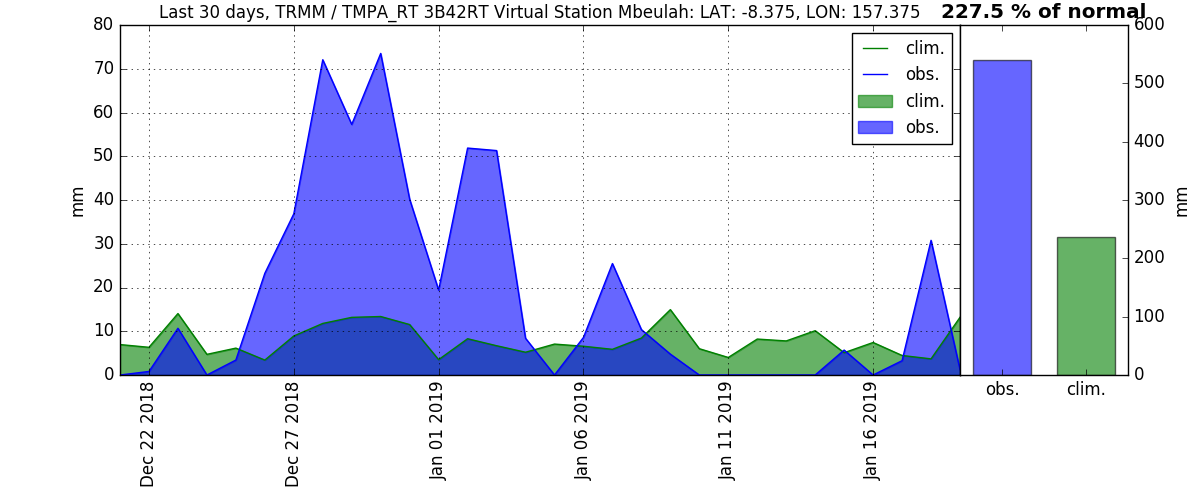 Last 30 days, TRMM / TMPA_RT 3B42RT Virtual Station Mbeulah: LAT: -8.375, LON: 157.375
227.5 % of normal
80
70
60
50
40
30
20
10
0
mm
clim.
obs.
clim.
obs.
Dec 22 2018
Dec 27 2018
Jan 01 2019
Jan 06 2019
Jan 11 2019
Jan 16 2019
600
500
400
300
200
100
0
mm
obs.
clim.